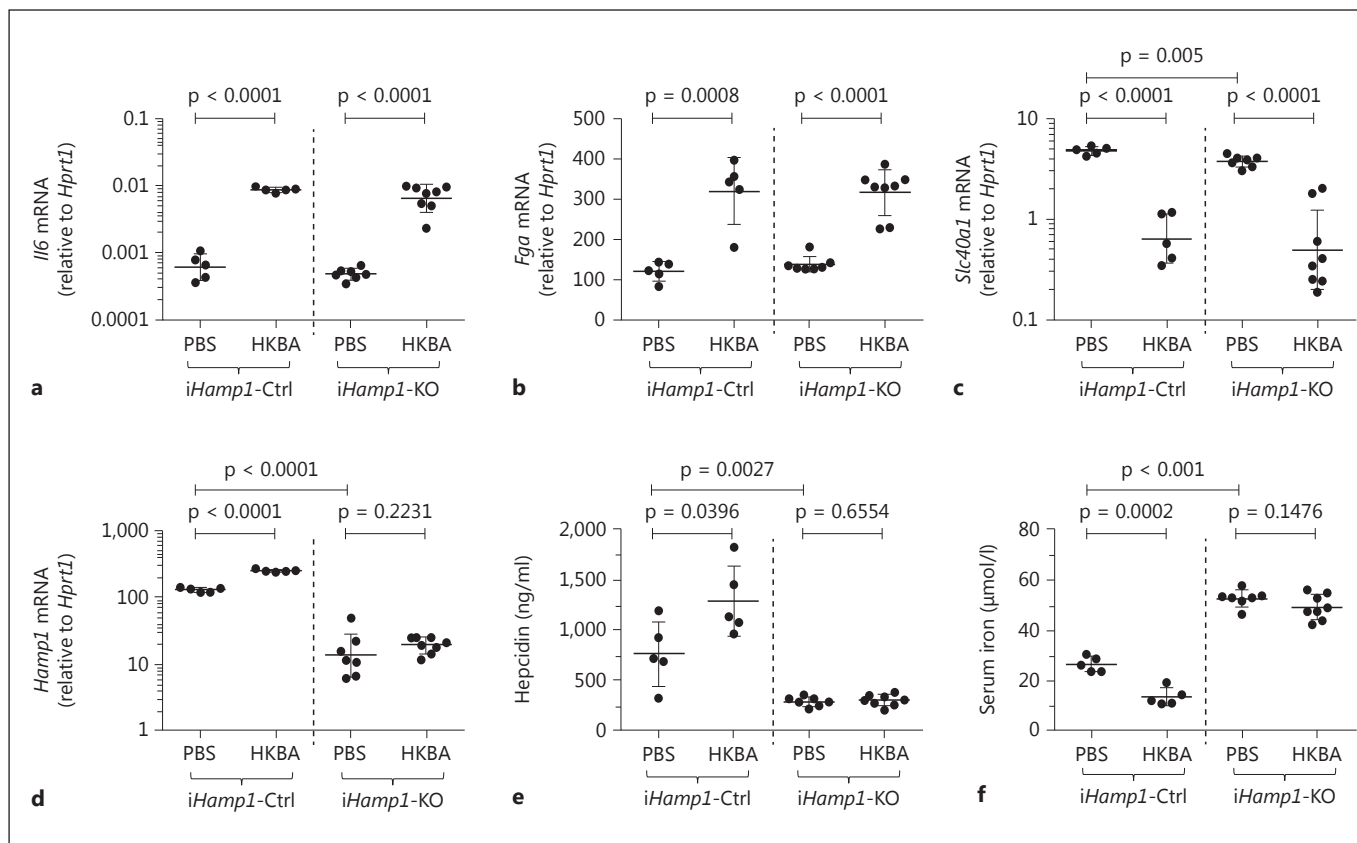 p < 0.0001 p < 0.0001
Il6 mRNA
(relative to Hprt1)
0.1
0.01
0.001
0.0001
PBS HKBA PBS HKBA
iHamp1-Ctrl iHamp1-KO
a
p = 0.0008 p < 0.0001
Fga mRNA
(relative to Hprt1)
500
400
300
200
100
0
PBS HKBA PBS HKBA
iHamp1-Ctrl iHamp1-KO
b
p = 0.005
p < 0.0001 p < 0.0001
Slc40a1 mRNA
(relative to Hprt1)
10
1
0.1
PBS HKBA PBS HKBA
iHamp1-Ctrl iHamp1-KO
c
p < 0.0001
p < 0.0001 p = 0.2231
Hamp1 mRNA
(relative to Hprt1)
1,000
100
10
1
PBS HKBA PBS HKBA
iHamp1-Ctrl iHamp1-KO
d
p = 0.0027
p = 0.0396 p = 0.6554
Hepcidin (ng/ml)
2,000
1,500
1,000
500
0
PBS HKBA PBS HKBA
iHamp1-Ctrl iHamp1-KO
e
p < 0.001
p = 0.0002 p = 0.1476
Serum iron (μmol/l)
80
60
40
20
0
PBS HKBA PBS HKBA
iHamp1-Ctrl iHamp1-KO
f